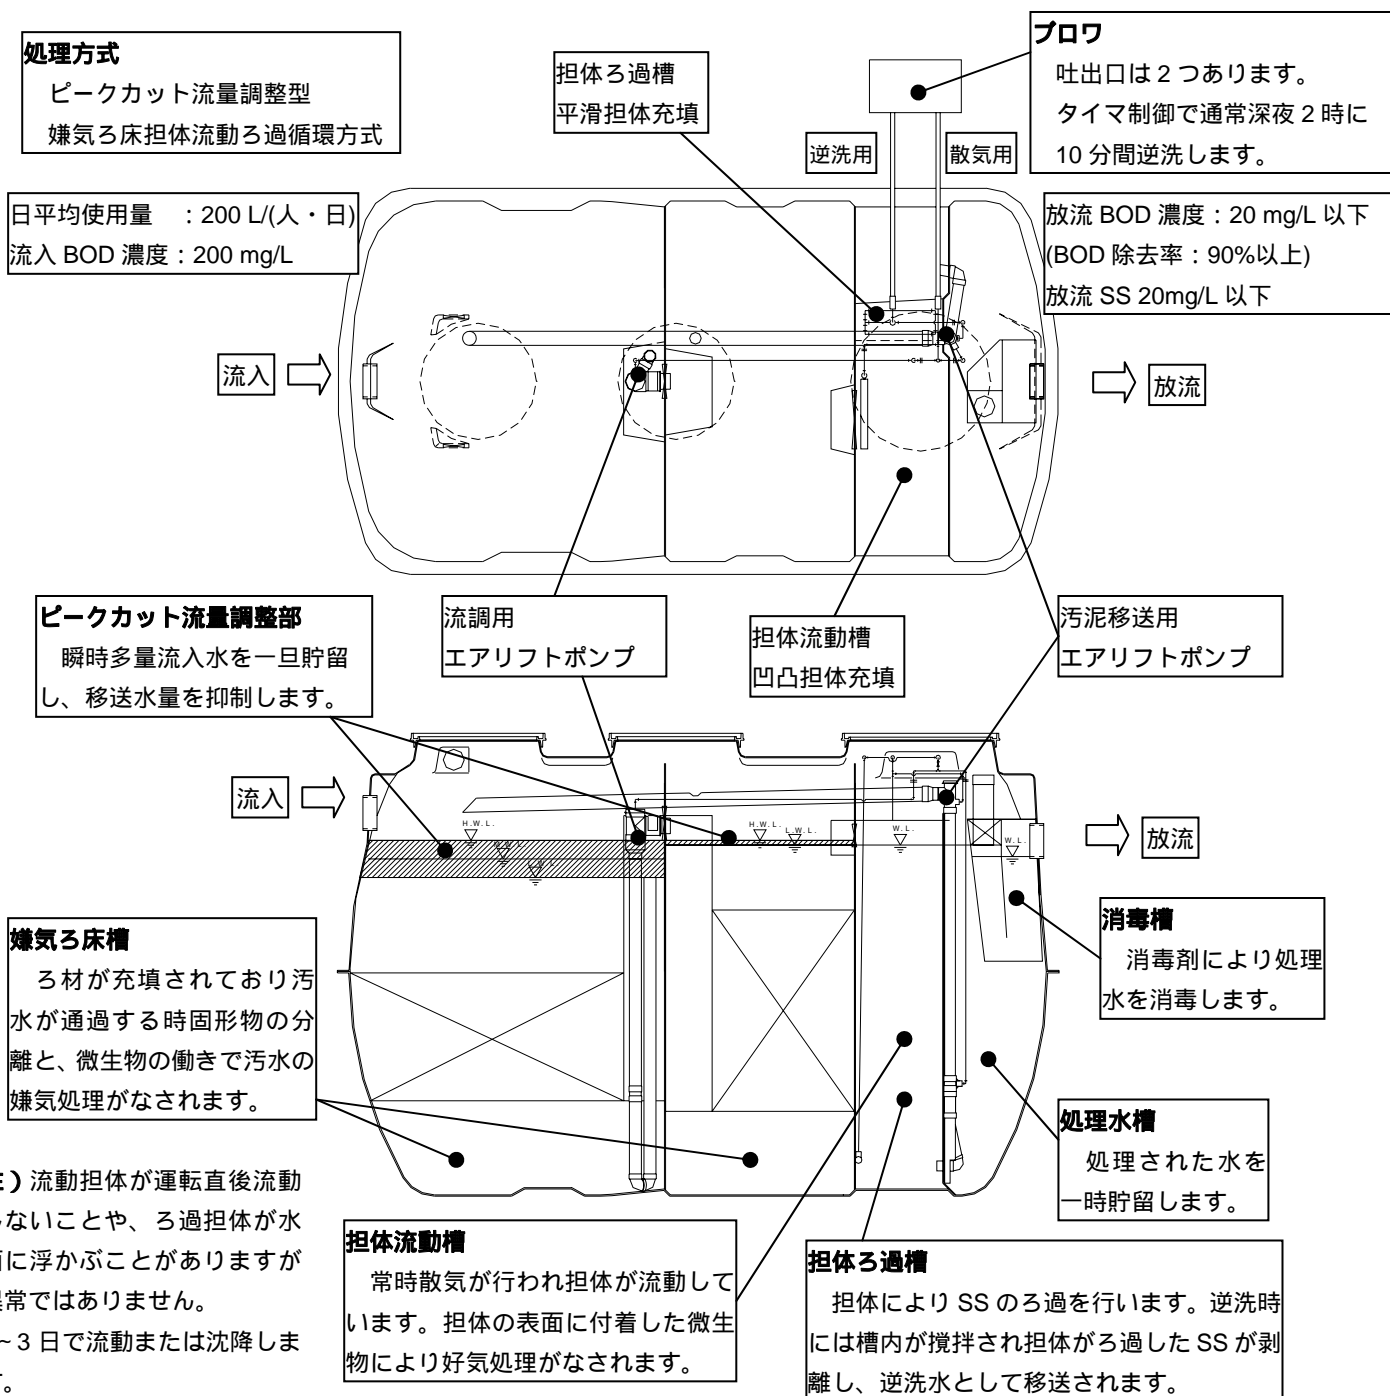 処理方式
ピークカット流量調整型
嫌気ろ床担体流動ろ過循環方式
担体ろ過槽
平滑担体充填
ブロワ
吐出口は2つあります。
タイマ制御で通常深夜2時に
10分間逆洗します。
逆洗用
散気用
日平均使用量 :200 L/(人・日)
流入 BOD 濃度:200 mg/L
放流 BOD 濃度:20 mg/L 以下
(BOD 除去率:90%以上)
放流 SS 20mg/L 以下
流入
放流
ピークカット流量調整部
瞬時多量流入水を一旦貯留
し、移送水量を抑制します。
流調用
エアリフトポンプ
担体流動槽
凹凸担体充填
汚泥移送用
エアリフトポンプ
流入
放流
H.W.L.
H.W.L.
L.W.L.
W.L.
W.L.
嫌気ろ床槽
ろ材が充填されており汚
水が通過する時固形物の分
離と、微生物の働きで汚水の
嫌気処理がなされます。
消毒槽
消毒剤により処理
水を消毒します。
処理水槽
処理された水を
一時貯留します。
)流動担体が運転直後流動
ないことや、ろ過担体が水
に浮かぶことがありますが
常ではありません。
~3日で流動または沈降しま
。
担体流動槽
常時散気が行われ担体が流動して
います。担体の表面に付着した微生
物により好気処理がなされます。
担体ろ過槽
担体により SS のろ過を行います。逆洗時
には槽内が撹拌され担体がろ過した SS が剥
離し、逆洗水として移送されます。